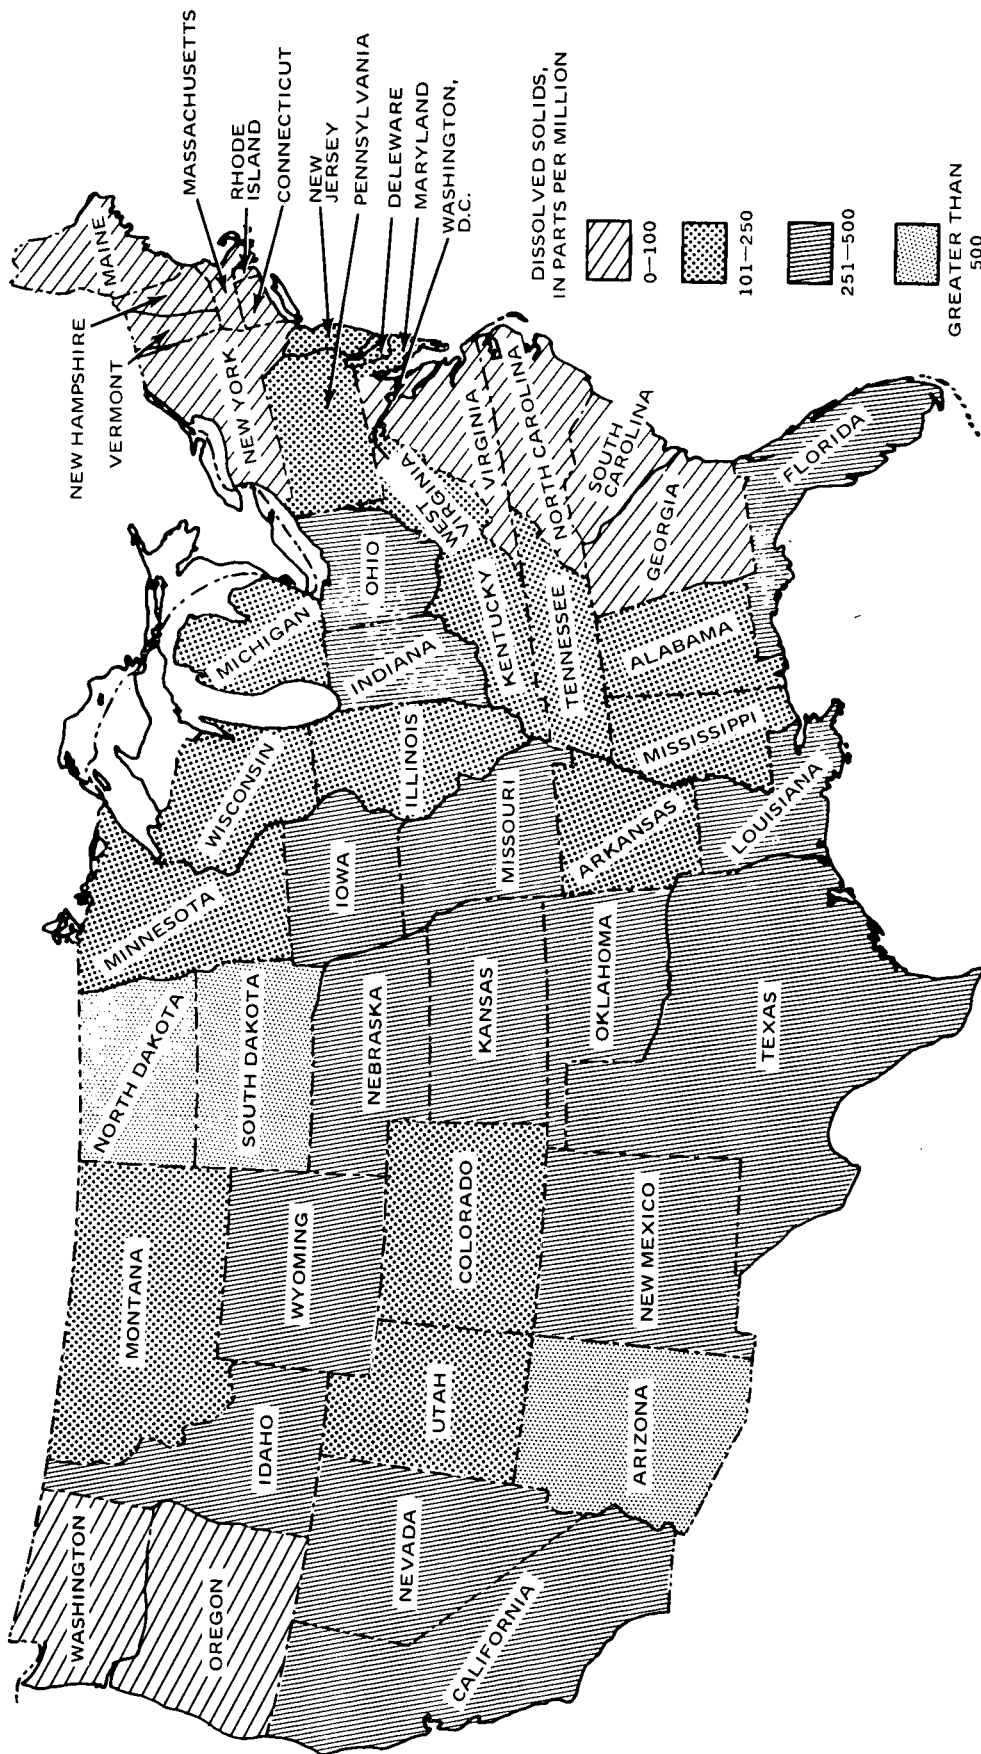 WASHINGTON
OREGON
CALIFORNIA
NEVADA
IDAHO
MONTANA
WYOMING
UTAH
ARIZONA
COLORADO
NEW MEXICO
NORTH DAKOTA
SOUTH DAKOTA
NEBRASKA
KANSAS
OKLAHOMA
TEXAS
MINNESOTA
IOWA
MISSOURI
ARKANSAS
LOUISIANA
WISCONSIN
ILLINOIS
MICHIGAN
INDIANA
OHIO
KENTUCKY
TENNESSEE
MISSISSIPPI
ALABAMA
GEORGIA
FLORIDA
SOUTH
CAROLINA
NORTH CAROLINA
VIRGINIA
WEST
VIRGINIA
NEW YORK
MAINE
NEW HAMPSHIRE
VERMONT
MASSACHUSETTS
RHODE
ISLAND
CONNECTICUT
NEW
JERSEY
PENNSYLVANIA
DELEWARE
MARYLAND
WASHINGTON,
D.C.
DISSOLVED SOLIDS,
IN PARTS PER MILLION
0–100
101–250
251–500
GREATER THAN
500